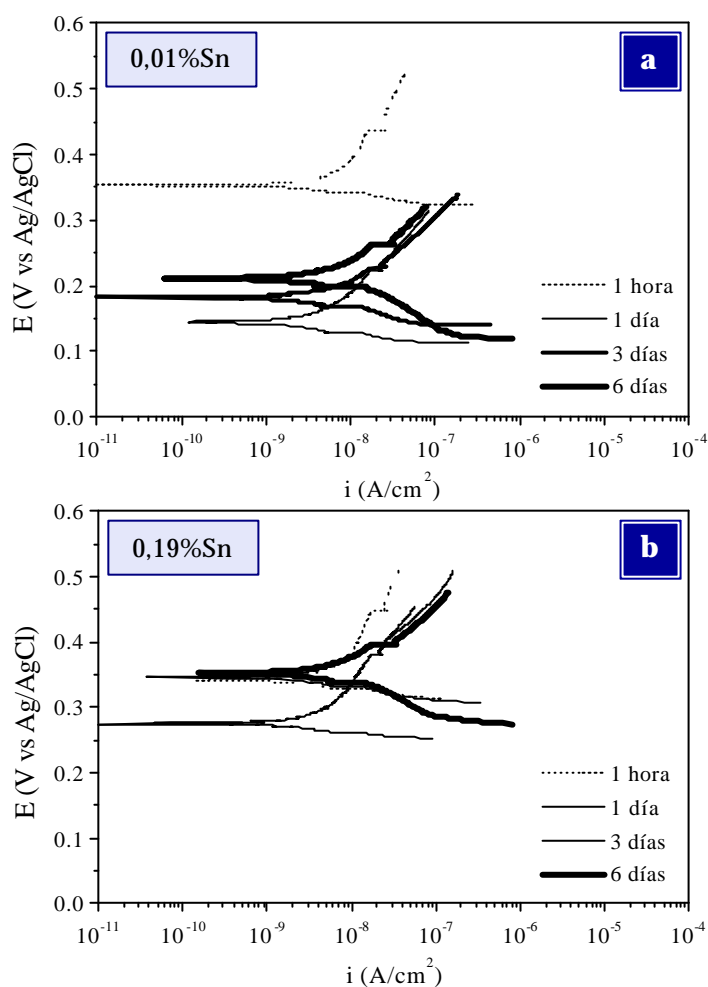 0,01%Sn
a
E (V vs Ag/AgCl)
0.6
0.5
0.4
0.3
0.2
0.1
0.0
1 hora
1 día
3 días
6 días
10⁻¹¹ 10⁻¹⁰ 10⁻⁹ 10⁻⁸ 10⁻⁷ 10⁻⁶ 10⁻⁵ 10⁻⁴
i (A/cm²)
0,19%Sn
b
E (V vs Ag/AgCl)
0.6
0.5
0.4
0.3
0.2
0.1
0.0
1 hora
1 día
3 días
6 días
10⁻¹¹ 10⁻¹⁰ 10⁻⁹ 10⁻⁸ 10⁻⁷ 10⁻⁶ 10⁻⁵ 10⁻⁴
i (A/cm²)